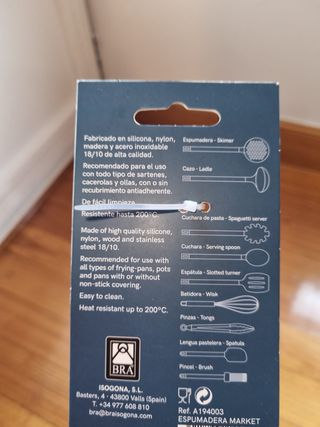 Fabricado en silicona, nylon,
madera y acero inoxidable
18/10 de alta calidad.
Recomendado para el uso
con todo tipo de sartenes,
cacerolas y ollas, con o sin
recubrimiento antiadherente.
De fácil limpieza.
Resistente hasta 200°C.
Made of high quality silicone,
nylon, wood and stainless
steel 18/10.
Recommended for use with
all types of frying-pans, pots
and pans with or without
non-stick covering.
Easy to clean.
Heat resistant up to 200°C.
BRA
ISOGONA, S.L.
Basters, 4 - 43800 Valls (Spain)
T. +34 977 608 810
bra@braisogona.com
Espumadera - Skimer
Cazo - Ladle
Cuchara de pasta - Spaguetti server
Cuchara - Serving spoon
Espátula - Slotted turner
Batidora - Wisk
Pinzas - Tongs
Lengua pastelera - Spatula
Pincel - Brush
Ref. A194003
ESPUMADERA MARKET